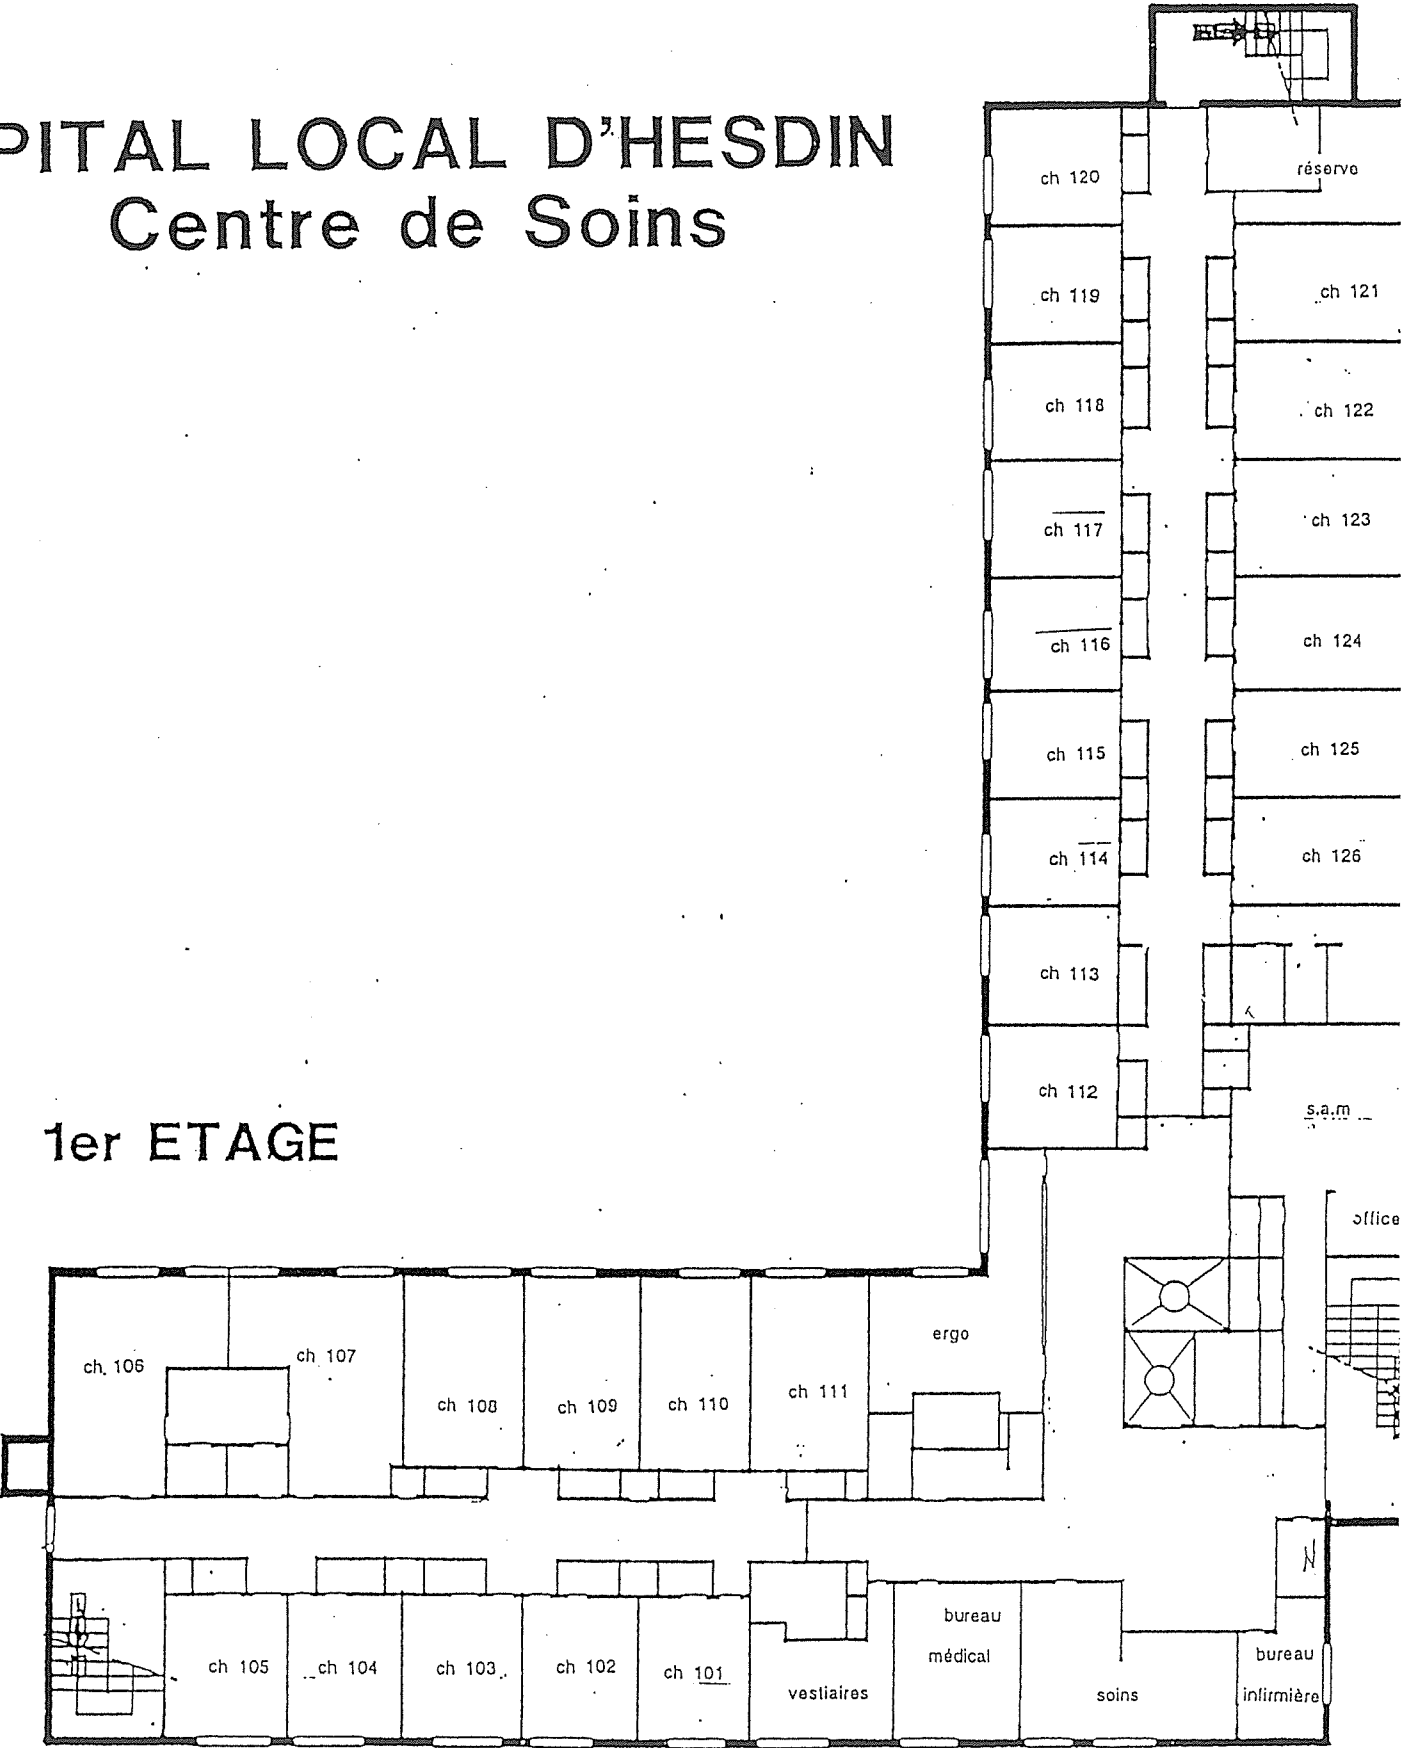 PITAL LOCAL D'HESDIN
Centre de Soins
réserve
ch 120
ch 119
ch 121
ch 118
ch 122
ch 117
ch 123
ch 116
ch 124
ch 115
ch 125
ch 114
ch 126
ch 113
ch 112
s.a.m
1er ETAGE
office
ergo
ch. 106
ch 107
ch 108
ch 109
ch 110
ch 111
N
ch 105
ch 104
ch 103
ch 102
ch 101
vestiaires
bureau
médical
soins
bureau
infirmière